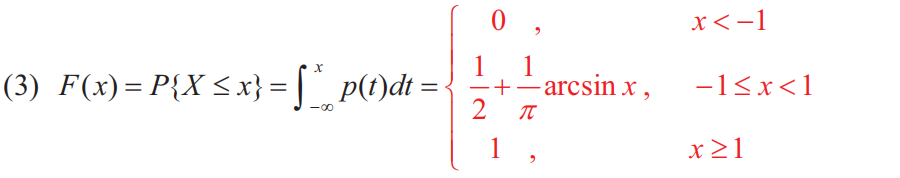 0 , x < −1
(3) F(x) = P{X ≤ x} = ∫_{−∞}^{x} p(t)dt = { 1/2 + 1/π arcsin x , −1 ≤ x < 1
1 , x ≥ 1